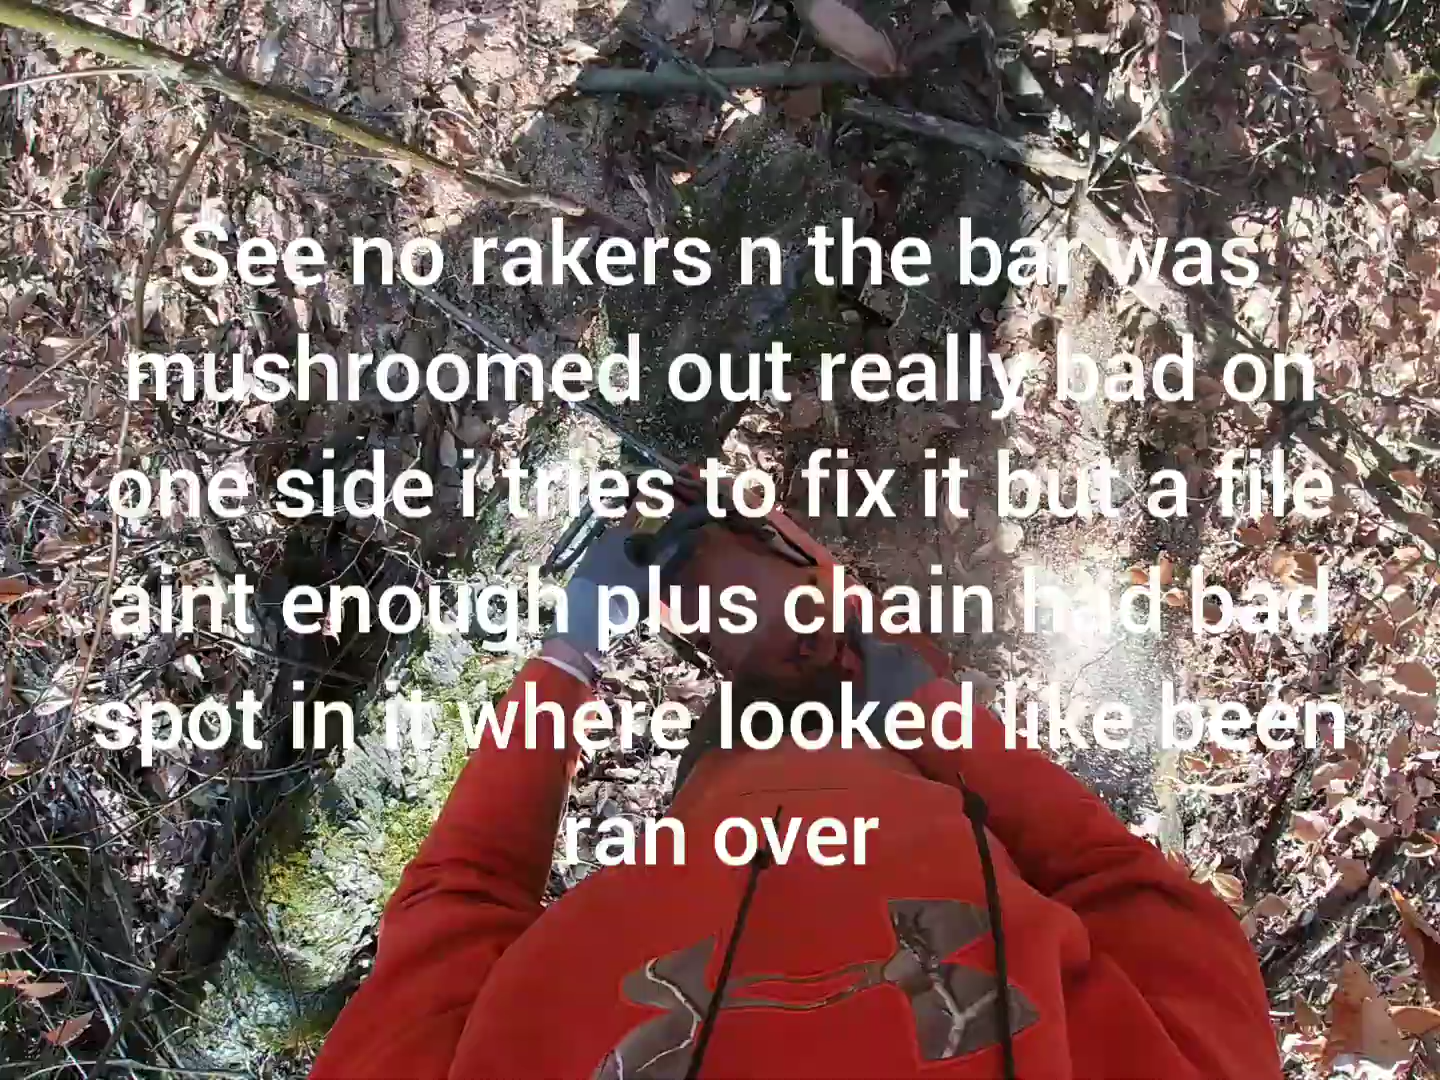 See no rakers n the bar was
mushroomed out really bad on
one side i tries to fix it but a file
aint enough plus chain had bad
spot in it where looked like been
ran over